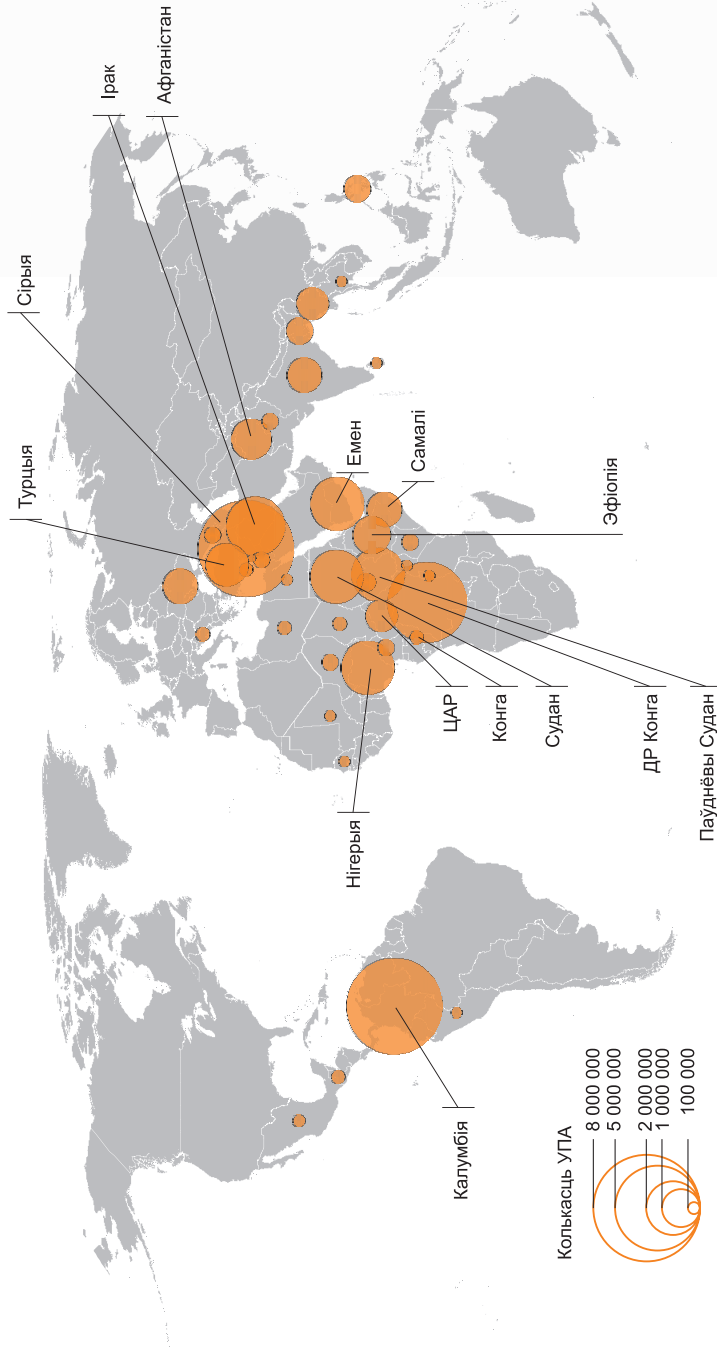 Ірак
Афганістан
Сірыя
Турцыя
Емен
Самалі
Эфіопія
ЦАР
Конга
Судан
ДР Конга
Паўднёвы Судан
Нігерыя
Калумбія
Колькасць УПА
8 000 000
5 000 000
2 000 000
1 000 000
100 000